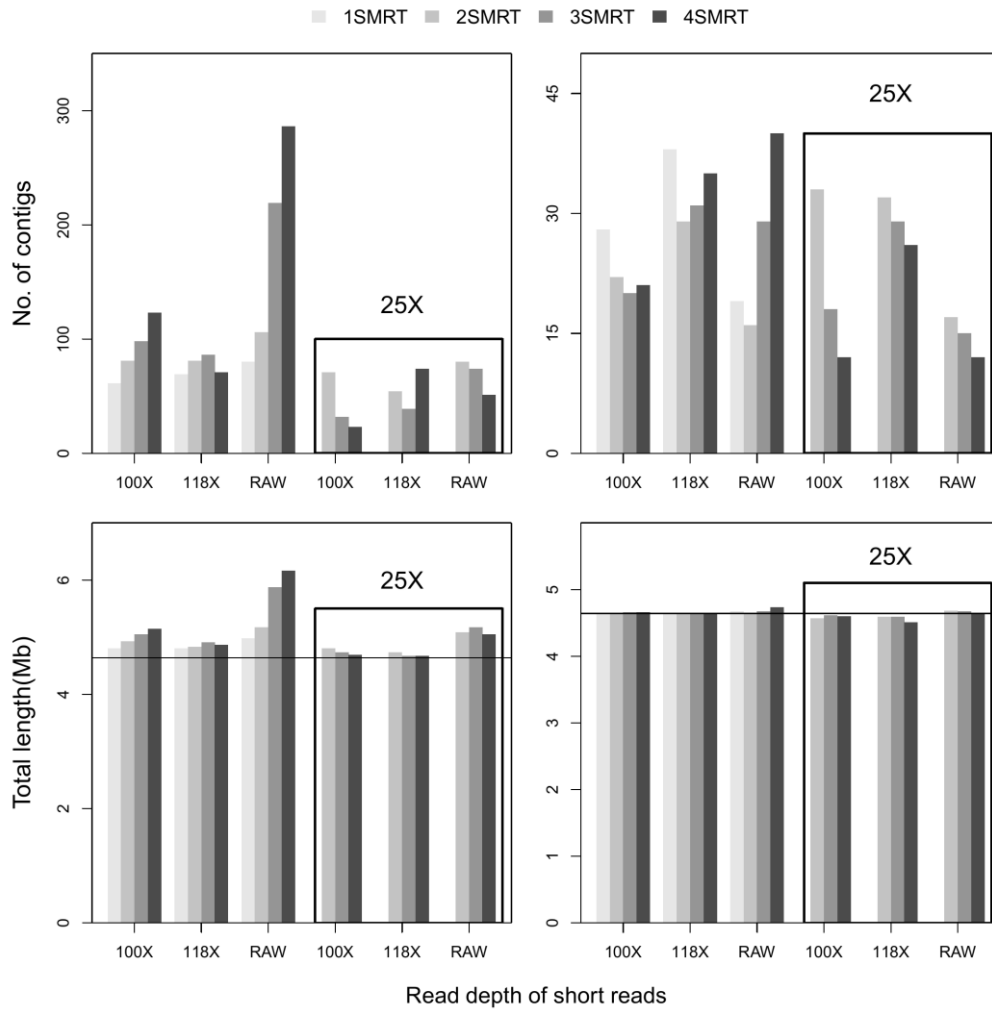 1SMRT 2SMRT 3SMRT 4SMRT
No. of contigs
0 100 200 300
25X
100X 118X RAW 100X 118X RAW
0 15 30 45
25X
100X 118X RAW 100X 118X RAW
Total length(Mb)
0 2 4 6
25X
100X 118X RAW 100X 118X RAW
0 1 2 3 4 5
25X
100X 118X RAW 100X 118X RAW
Read depth of short reads